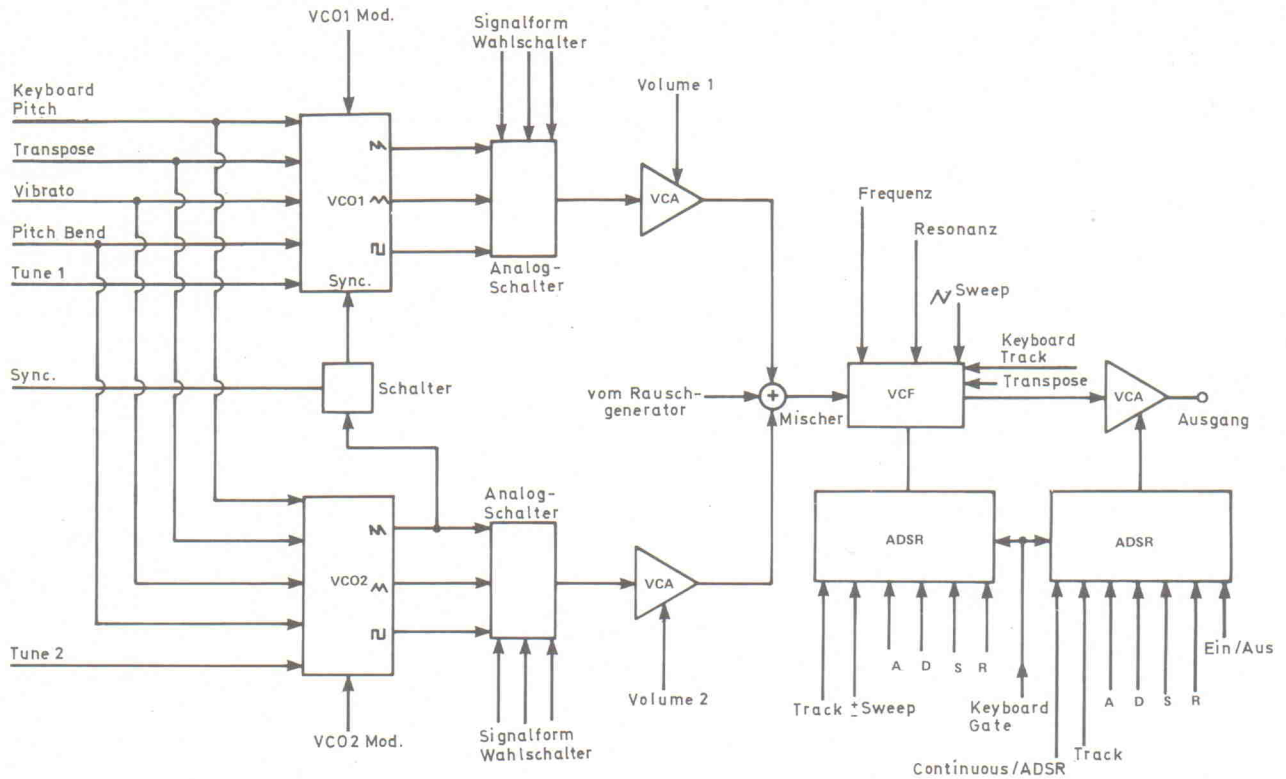 VCO1 Mod.
Signalform
Wahlschalter
Keyboard
Pitch
Transpose
Vibrato
Pitch Bend
Tune 1
VCO1
Sync.
Analog-
Schalter
Volume 1
VCA
Frequenz
Resonanz
Sweep
Keyboard
Track
Transpose
Sync.
Schalter
vom Rausch-
generator
+
Mischer
VCF
VCA
Ausgang
Analog-
Schalter
VCO2
VCA
ADSR
ADSR
Tune 2
VCO2 Mod.
Signalform
Wahlschalter
Volume 2
A D S R
Track ± Sweep
Keyboard
Gate
A D S R
Ein/Aus
Track
Continuous/ADSR